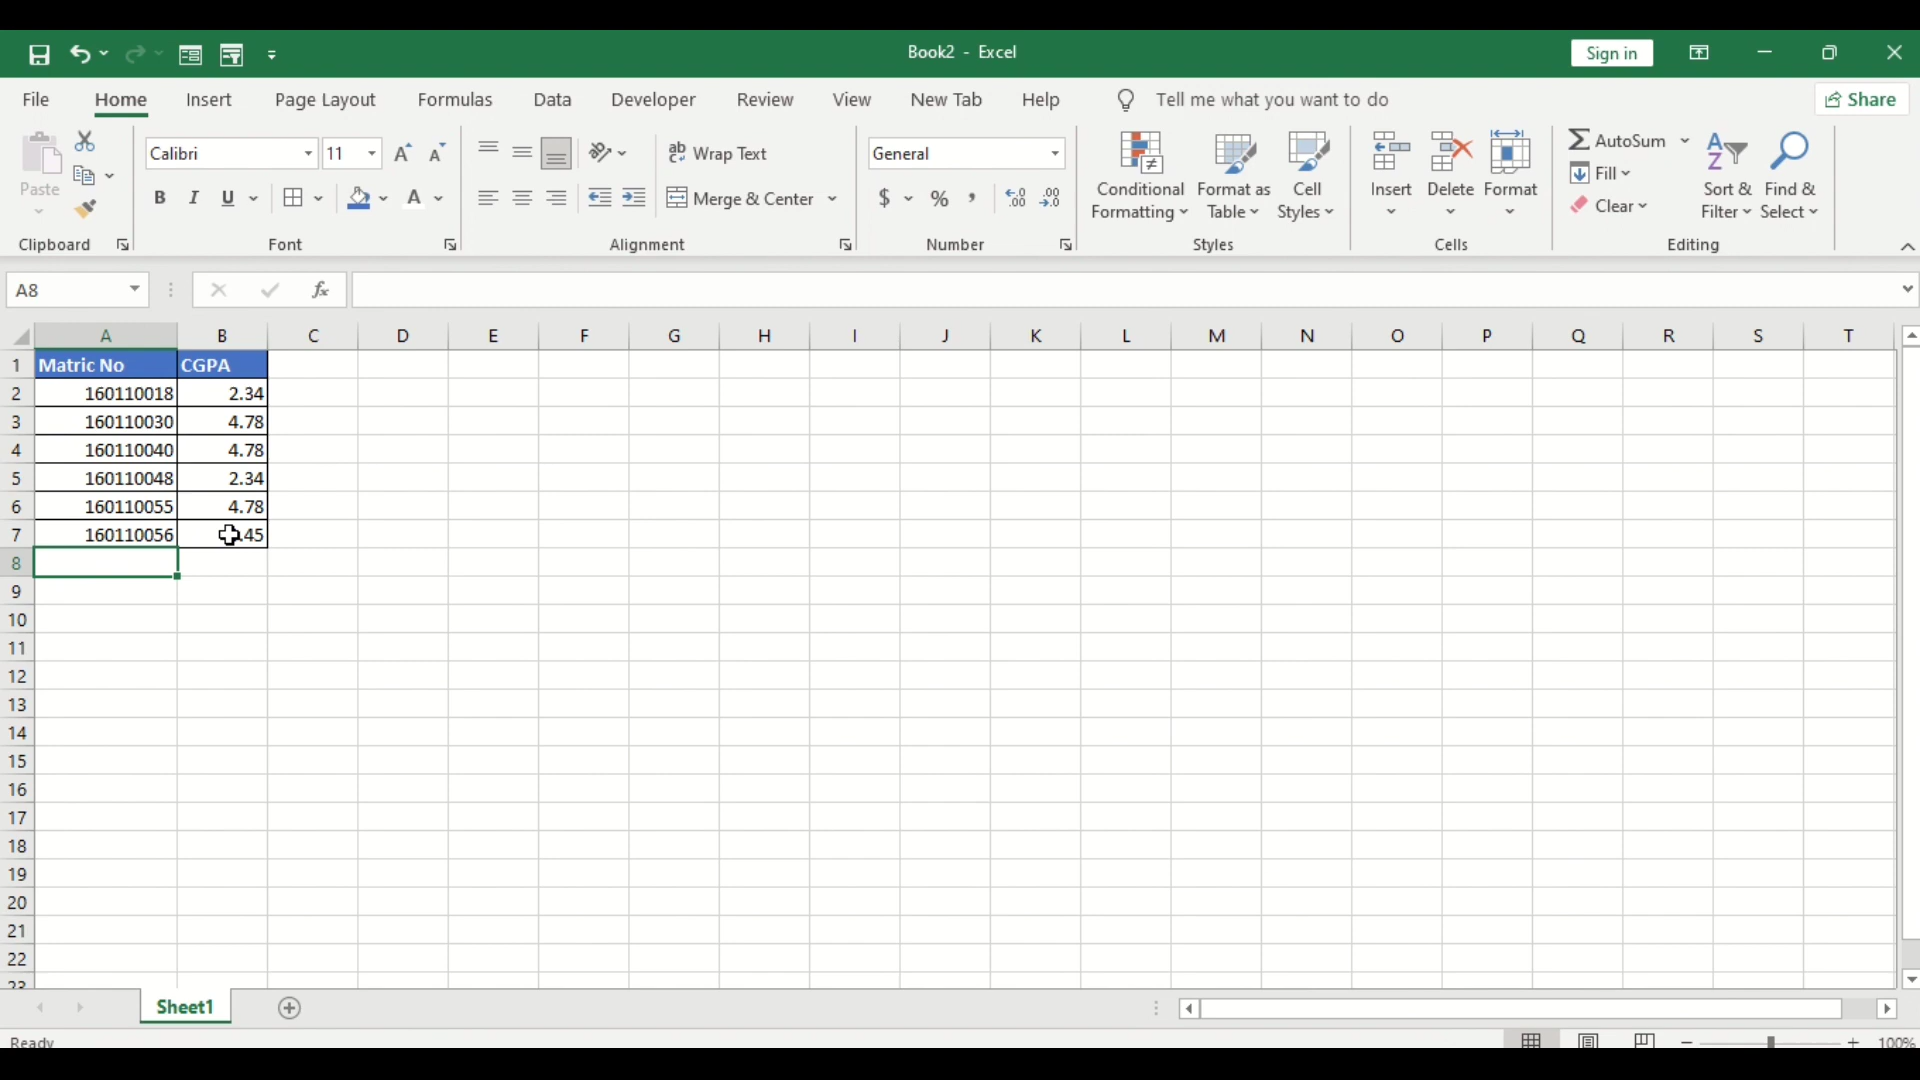 Book2 - Excel
Sign in
File Home Insert Page Layout Formulas Data Developer Review View New Tab Help Tell me what you want to do Share
Paste
Clipboard
Calibri 11
B I U A
Font
Wrap Text
Merge & Center
Alignment
General
$ %
Number
Conditional Formatting
Format as Table
Cell Styles
Styles
Insert Delete Format
Cells
AutoSum
Fill
Clear
Sort & Filter
Find & Select
Editing
A8 fx
A B C D E F G H I J K L M N O P Q R S T
1 Matric No CGPA
2 160110018 2.34
3 160110030 4.78
4 160110040 4.78
5 160110048 2.34
6 160110055 4.78
7 160110056 .45
8
9
10
11
12
13
14
15
16
17
18
19
20
21
22
23
Sheet1
Ready 100%